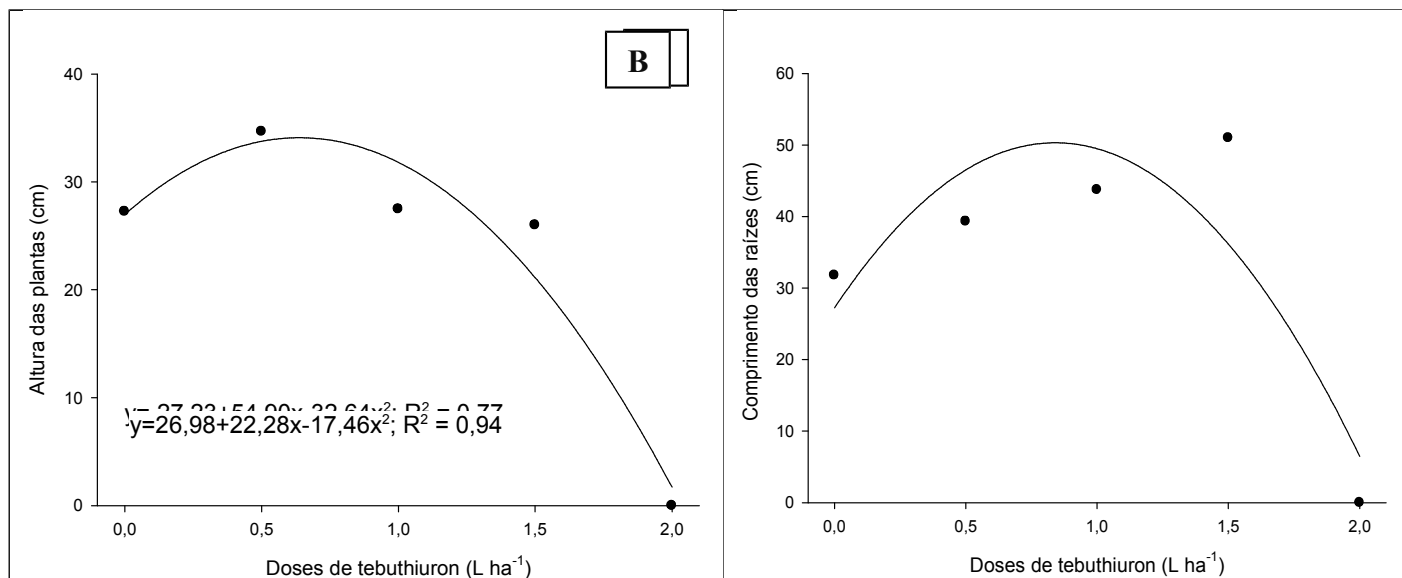 B
40
30
20
10
0
Altura das plantas (cm)
y=26,98+22,28x-17,46x²; R² = 0,94
0,0 0,5 1,0 1,5 2,0
Doses de tebuthiuron (L ha⁻¹)
60
50
40
30
20
10
0
Comprimento das raízes (cm)
0,0 0,5 1,0 1,5 2,0
Doses de tebuthiuron (L ha⁻¹)